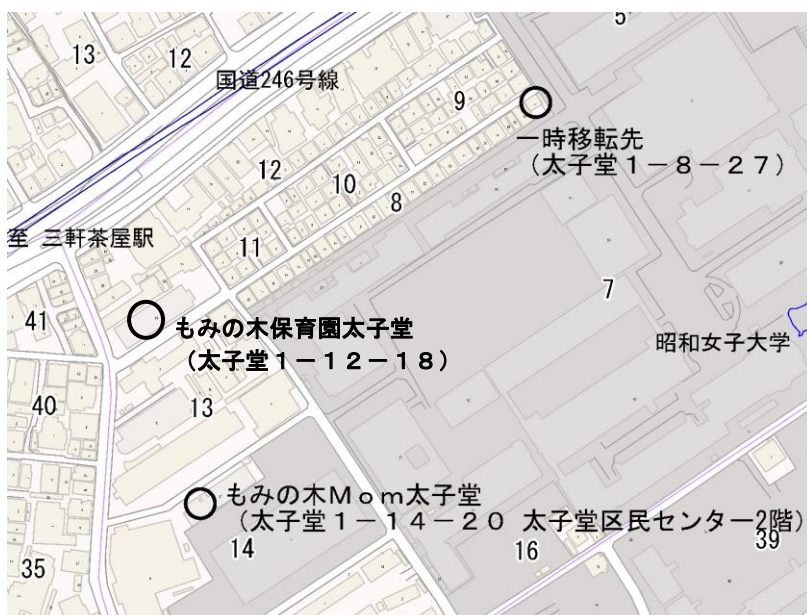 5
13
12
国道246号線
9
一時移転先
（太子堂１－８－２７）
12
10
8
至 三軒茶屋駅
11
7
41
もみの木保育園太子堂
（太子堂１－１２－１８）
昭和女子大学
40
13
もみの木Ｍｏｍ太子堂
（太子堂１－１４－２０ 太子堂区民センター2階）
14
16
39
35